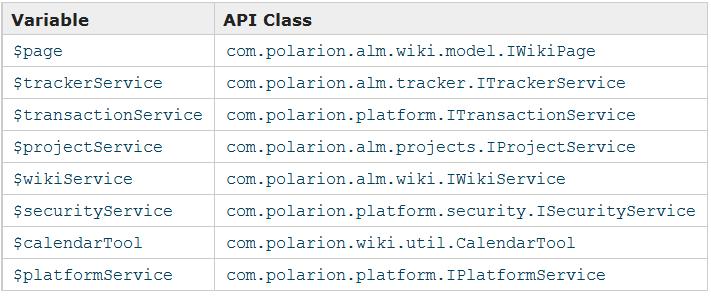 Variable API Class
$page com.polarion.alm.wiki.model.IWikiPage
$trackerService com.polarion.alm.tracker.ITrackerService
$transactionService com.polarion.platform.ITransactionService
$projectService com.polarion.alm.projects.IProjectService
$wikiService com.polarion.alm.wiki.IWikiService
$securityService com.polarion.platform.security.ISecurityService
$calendarTool com.polarion.wiki.util.CalendarTool
$platformService com.polarion.platform.IPlatformService